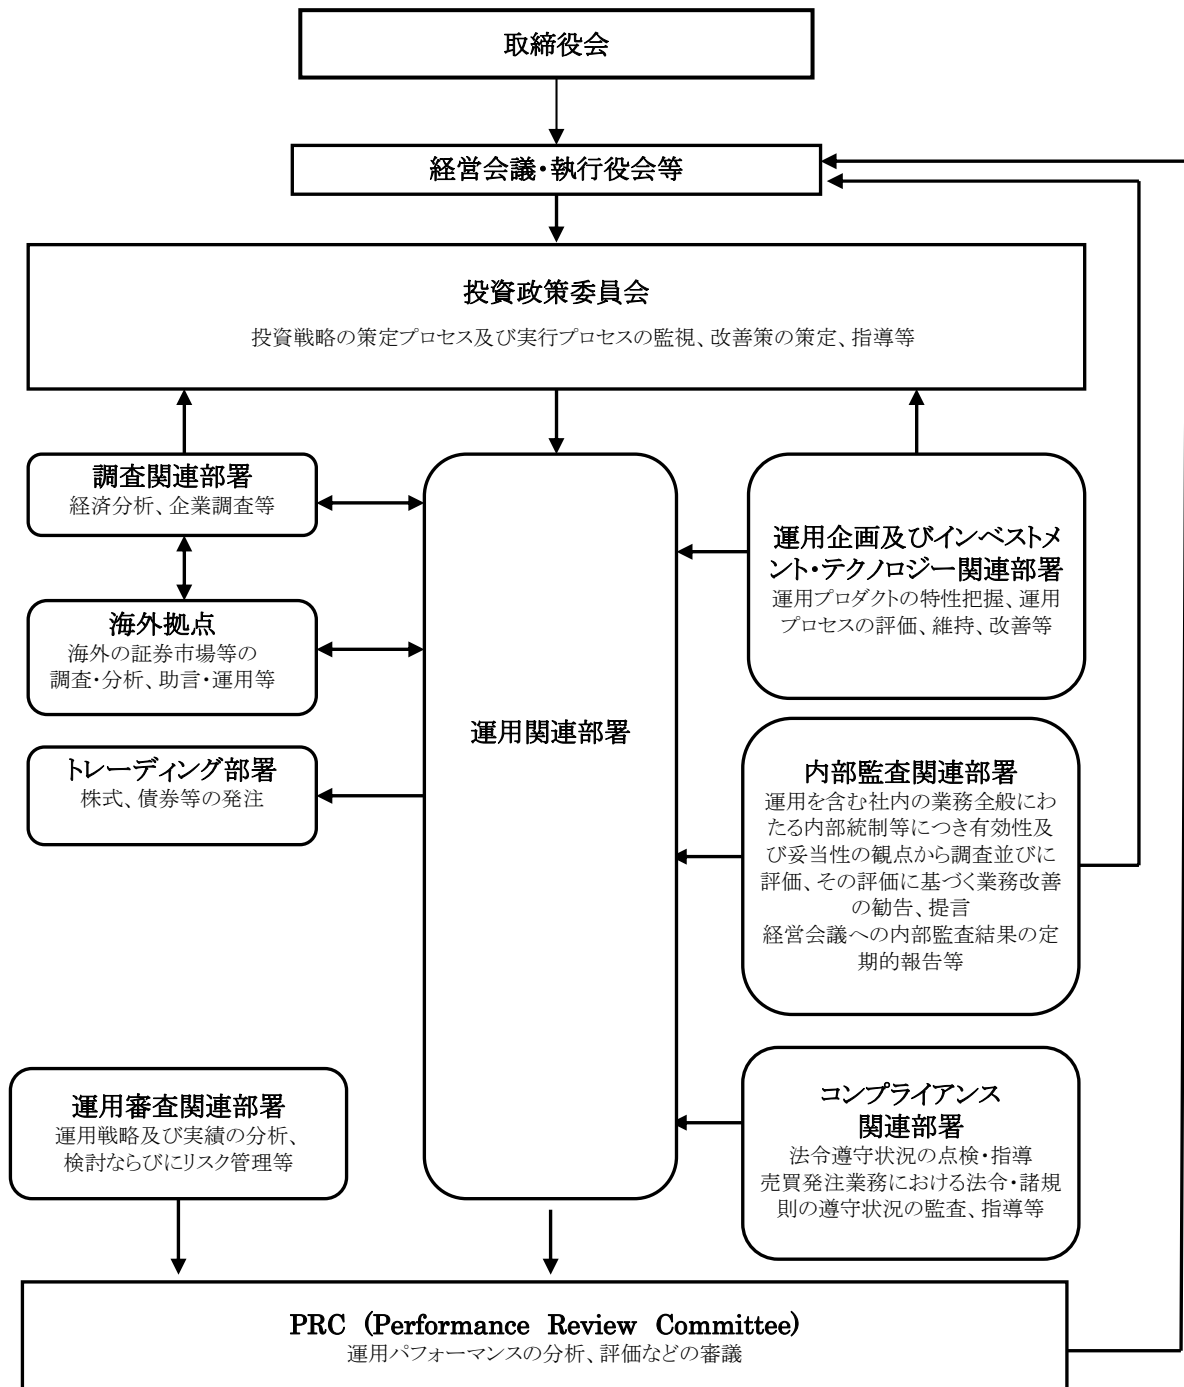 取締役会
経営会議・執行役会等
投資政策委員会
投資戦略の策定プロセス及び実行プロセスの監視、改善策の策定、指導等
調査関連部署
経済分析、企業調査等
海外拠点
海外の証券市場等の
調査・分析、助言・運用等
トレーディング部署
株式、債券等の発注
運用関連部署
運用企画及びインベストメ
ント・テクノロジー関連部署
運用プロダクトの特性把握、運用
プロセスの評価、維持、改善等
内部監査関連部署
運用を含む社内の業務全般にわ
たる内部統制等につき有効性及
び妥当性の観点から調査並びに
評価、その評価に基づく業務改善
の勧告、提言
経営会議への内部監査結果の定
期的報告等
コンプライアンス
関連部署
法令遵守状況の点検・指導
売買発注業務における法令・諸規
則の遵守状況の監査、指導等
運用審査関連部署
運用戦略及び実績の分析、
検討ならびにリスク管理等
PRC (Performance Review Committee)
運用パフォーマンスの分析、評価などの審議